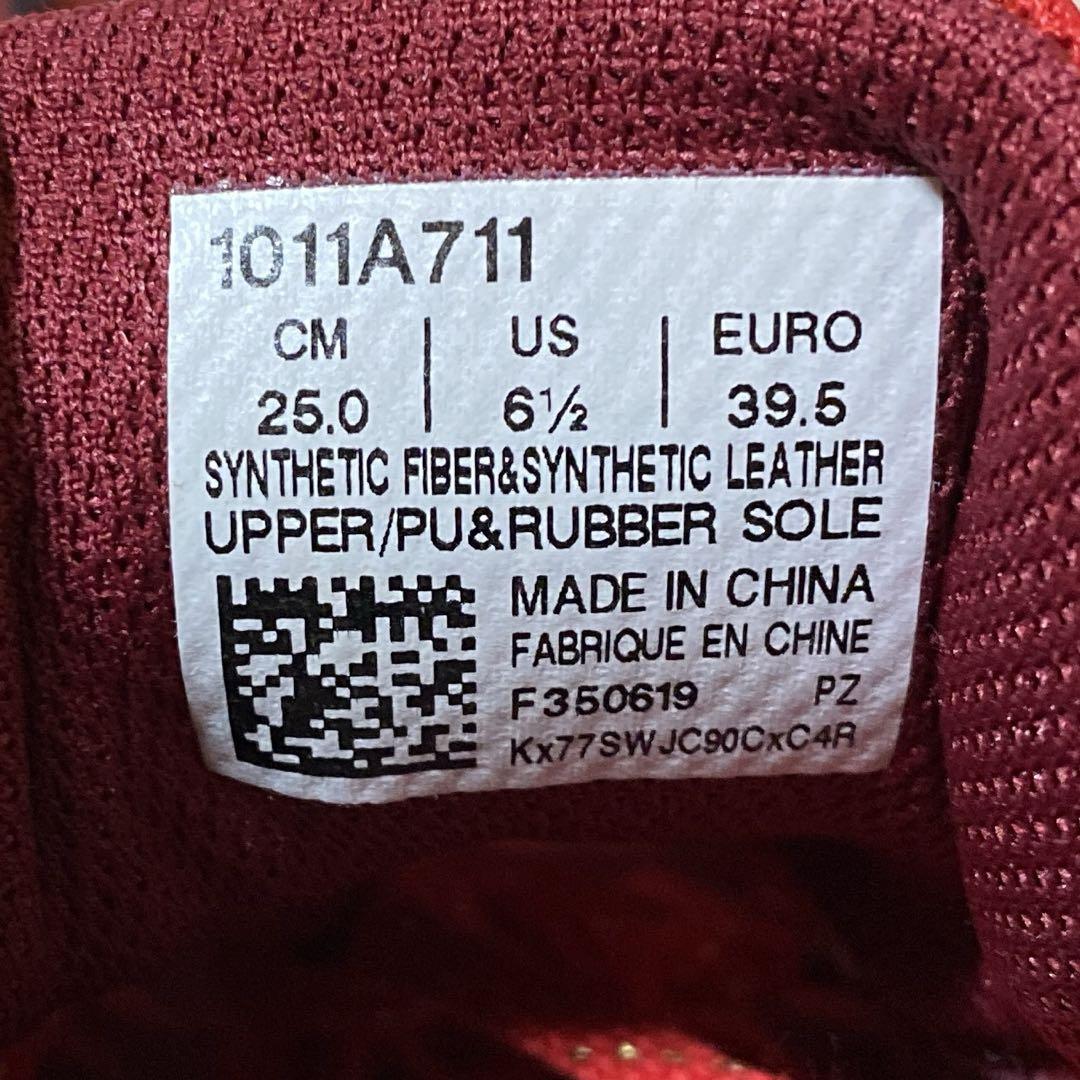 1011A711
CM | US | EURO
25.0 | 6½ | 39.5
SYNTHETIC FIBER&SYNTHETIC LEATHER
UPPER/PU&RUBBER SOLE
MADE IN CHINA
FABRIQUE EN CHINE
F350619 PZ
Kx77SWJC90CxC4R